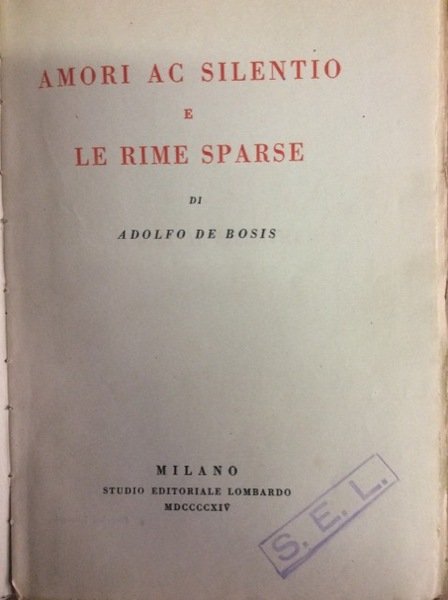 AMORI AC SILENTIO
E
LE RIME SPARSE
DI
ADOLFO DE BOSIS
MILANO
STUDIO EDITORIALE LOMBARDO
MDCCCCXIV
S. E. L.